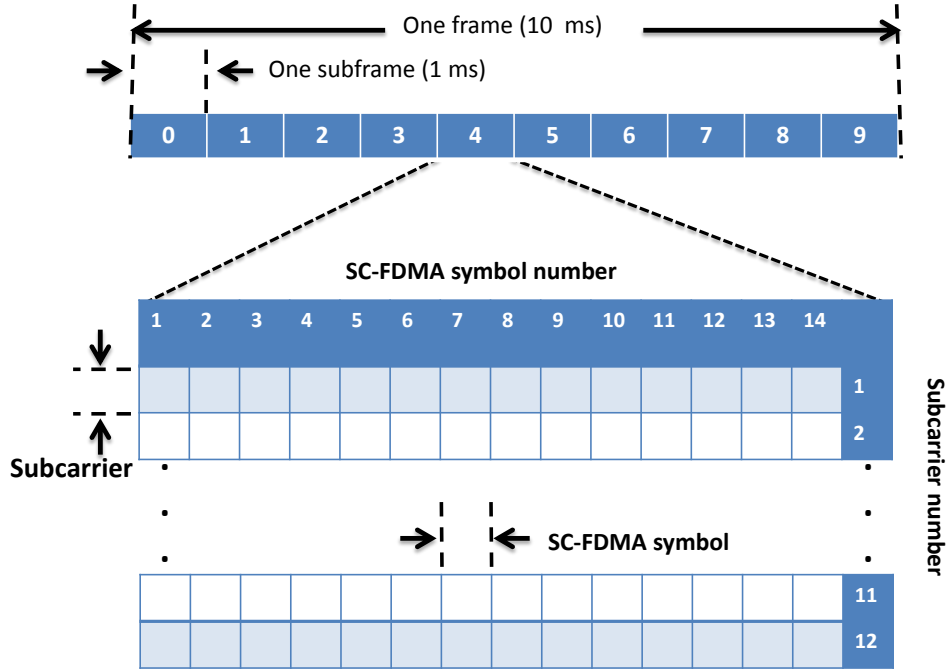 One frame (10 ms)
One subframe (1 ms)
0 1 2 3 4 5 6 7 8 9
SC-FDMA symbol number
1 2 3 4 5 6 7 8 9 10 11 12 13 14
1
2
Subcarrier
Subcarrier number
SC-FDMA symbol
11
12